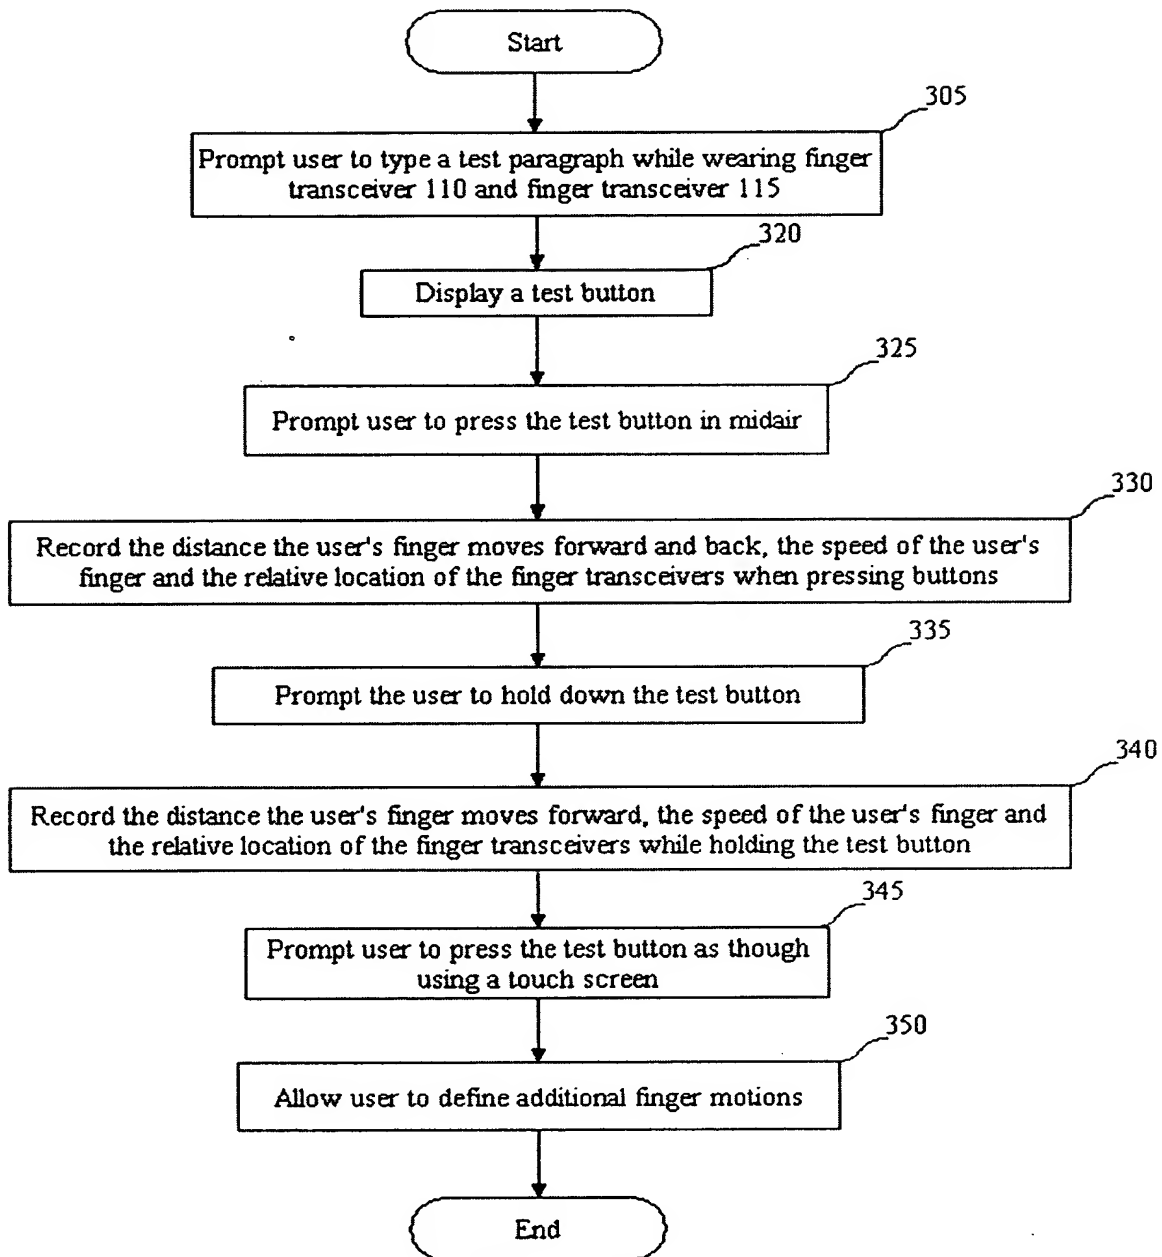 Start
305
Prompt user to type a test paragraph while wearing finger
transceiver 110 and finger transceiver 115
320
Display a test button
325
Prompt user to press the test button in midair
330
Record the distance the user's finger moves forward and back, the speed of the user's
finger and the relative location of the finger transceivers when pressing buttons
335
Prompt the user to hold down the test button
340
Record the distance the user's finger moves forward, the speed of the user's finger and
the relative location of the finger transceivers while holding the test button
345
Prompt user to press the test button as though
using a touch screen
350
Allow user to define additional finger motions
End